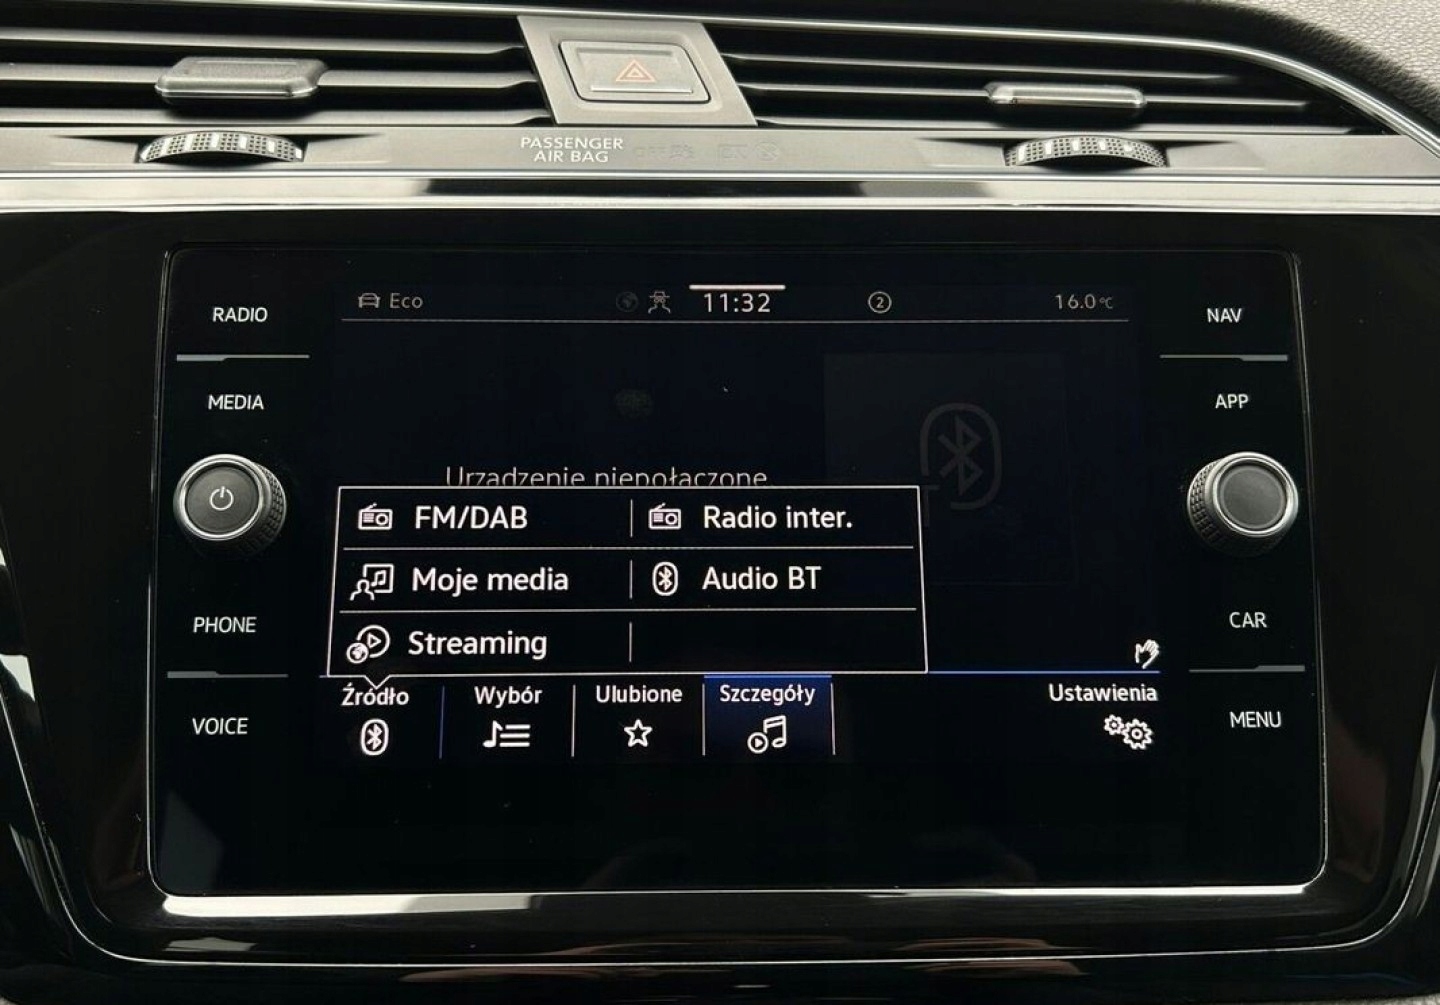 PASSENGER
AIR BAG
RADIO
MEDIA
PHONE
VOICE
Eco
11:32
2
16.0°C
Urządzenie niepołączone
FM/DAB
Radio inter.
Moje media
Audio BT
Streaming
Źródło
Wybór
Ulubione
Szczegóły
Ustawienia
NAV
APP
CAR
MENU